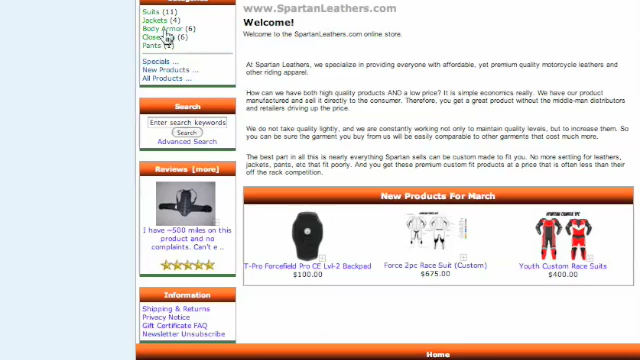 www.SpartanLeathers.com
Suits (11)
Jackets (4)
Body Armor (6)
(6)
Pants
Specials ...
New Products ...
All Products ...
Search
Enter search keywords
Search
Advanced Search
Reviews [more]
I have ~500 miles on this
product and no
complaints. Can't e ..
Information
Shipping & Returns
Privacy Notice
Gift Certificate FAQ
Newsletter Unsubscribe
Welcome!
Welcome to the SpartanLeathers.com online store.
At Spartan Leathers, we specialize in providing everyone with affordable, yet premium quality motorcycle leathers and
other riding apparel.
How can we have both high quality products AND a low price? It is simple economics really. We have our product
manufactured and sell it directly to the consumer. Therefore, you get a great product without the middle-man distributors
and retailers driving up the price.
We do not take quality lightly, and we are constantly working not only to maintain quality levels, but to increase them. So
you can be sure the garment you buy from us will be easily comparable to other garments that cost much more.
The best part in all this is nearly everything Spartan sells can be custom made to fit you. No more settling for leathers,
jackets, pants, etc that fit poorly. And you get these premium custom fit products at a price that is often less than their
off the rack competition.
New Products For March
T-Pro Forcefield Pro CE Lvl-2 Backpad
$100.00
Force 2pc Race Suit (Custom)
$675.00
Youth Custom Race Suits
$400.00
Home